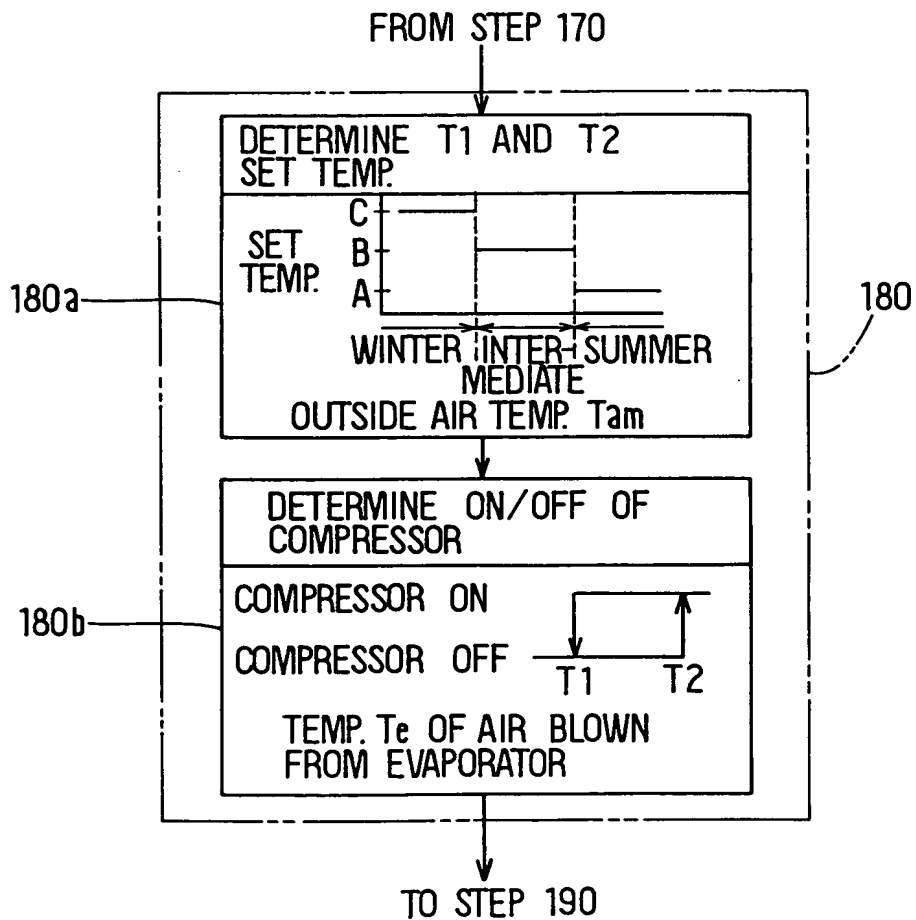 FROM STEP 170
DETERMINE T1 AND T2
SET TEMP.
C
SET
TEMP.
B
A
180a
180
WINTER INTER- SUMMER
MEDIATE
OUTSIDE AIR TEMP. Tam
DETERMINE ON/OFF OF
COMPRESSOR
COMPRESSOR ON
180b
COMPRESSOR OFF
T1 T2
TEMP. Te OF AIR BLOWN
FROM EVAPORATOR
TO STEP 190